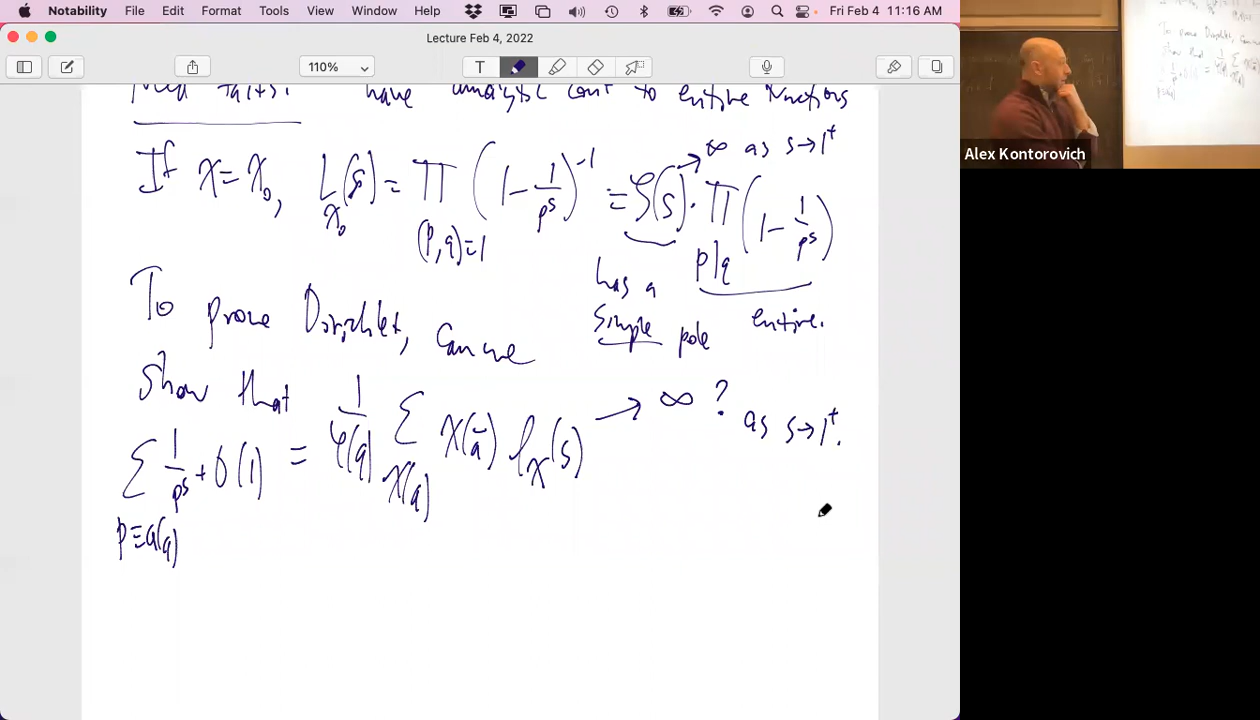 Notability File Edit Format Tools View Window Help Fri Feb 4 11:16 AM
Lecture Feb 4, 2022
110%
T
have analytic cont to entire functions
If χ=χ₀, L_χ₀(s) = ∏_{(p,q)=1} (1 - 1/p^s)^{-1} = ζ(s) · ∏_{p|q} (1 - 1/p^s)
→ ∞ as s→1⁺
has a simple pole
entire.
To prove Dirichlet, can we
show that
∑_{p≡a(q)} 1/p^s + O(1) = 1/φ(q) ∑_{χ(q)} χ(ā) ℓ_χ(s) → ∞ ? as s→1⁺.
Alex Kontorovich